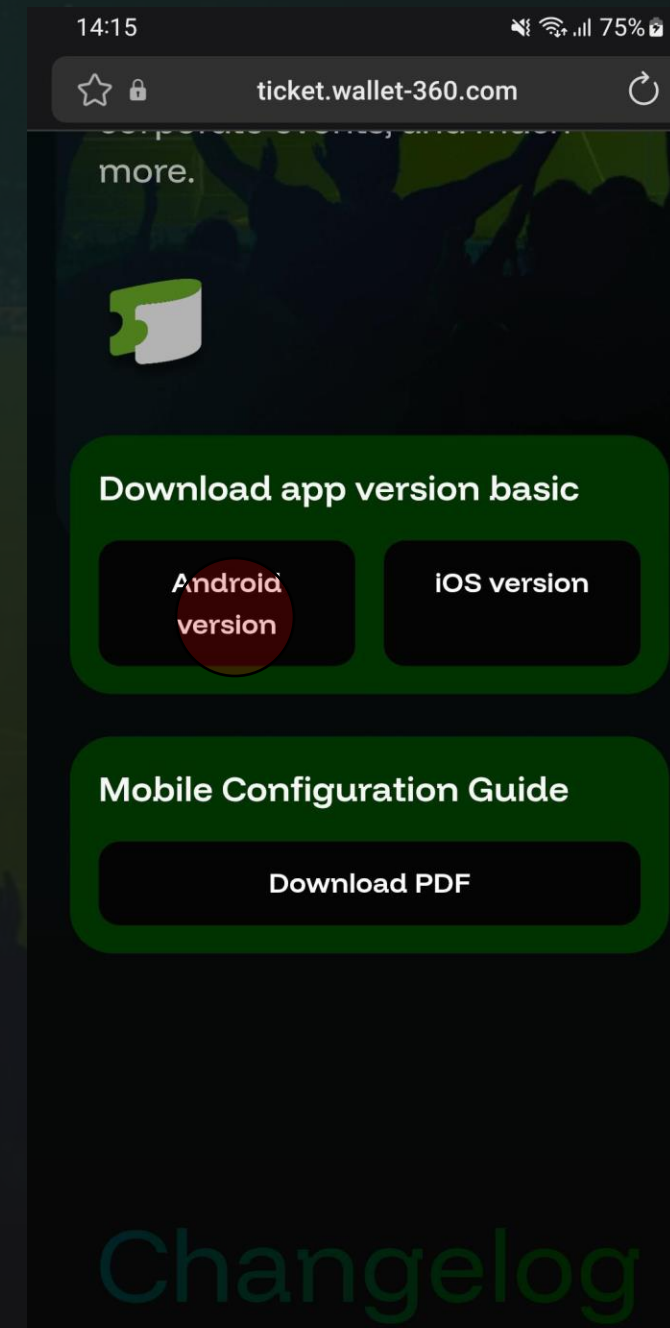 14:15
75%
ticket.wallet-360.com
more.
Download app version basic
Android
version
iOS version
Mobile Configuration Guide
Download PDF
Changelog